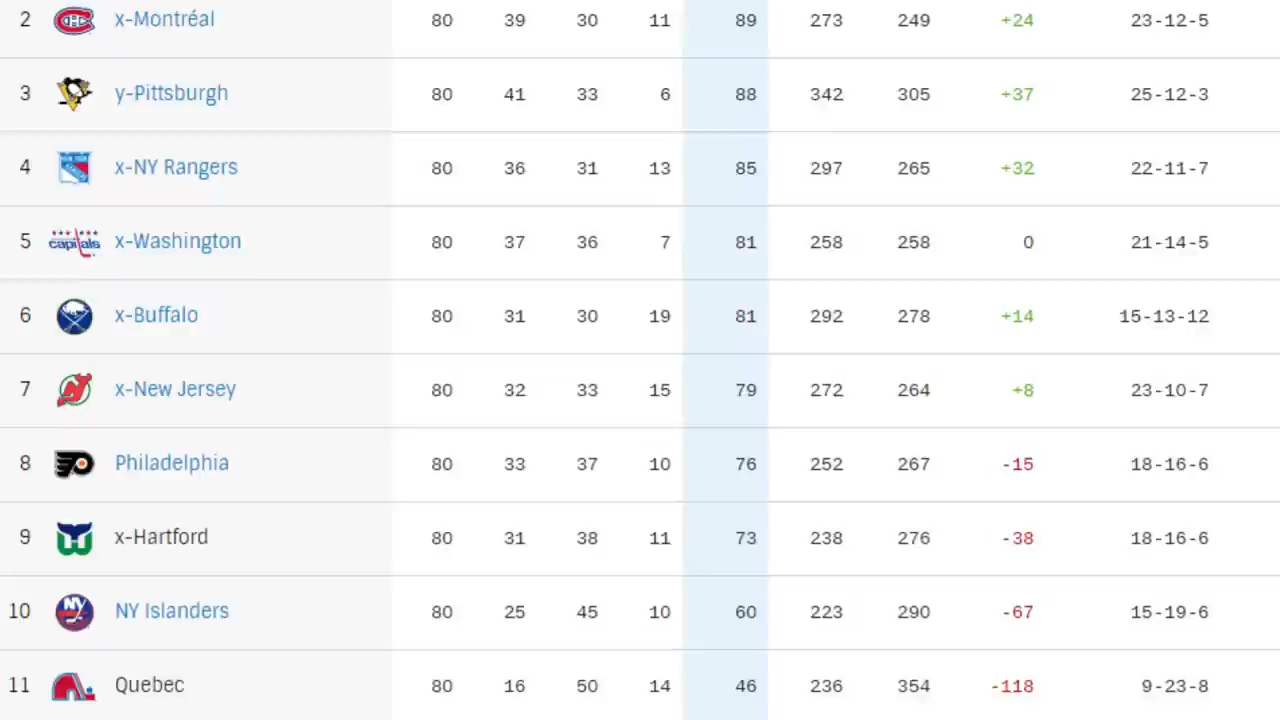 2 x-Montréal 80 39 30 11 89 273 249 +24 23-12-5
3 y-Pittsburgh 80 41 33 6 88 342 305 +37 25-12-3
4 x-NY Rangers 80 36 31 13 85 297 265 +32 22-11-7
5 capitals x-Washington 80 37 36 7 81 258 258 0 21-14-5
6 x-Buffalo 80 31 30 19 81 292 278 +14 15-13-12
7 x-New Jersey 80 32 33 15 79 272 264 +8 23-10-7
8 Philadelphia 80 33 37 10 76 252 267 -15 18-16-6
9 x-Hartford 80 31 38 11 73 238 276 -38 18-16-6
10 NY NY Islanders 80 25 45 10 60 223 290 -67 15-19-6
11 Quebec 80 16 50 14 46 236 354 -118 9-23-8